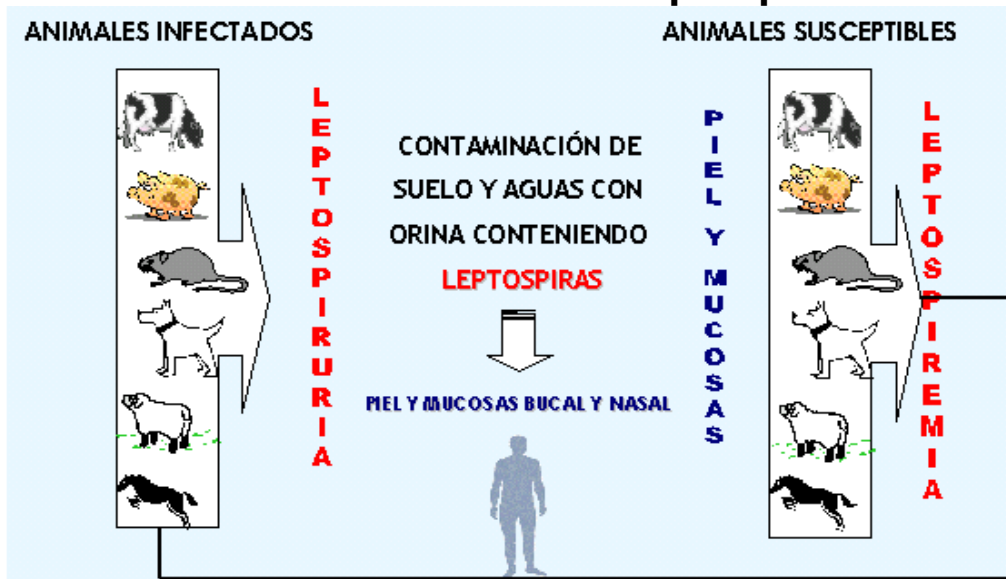 ANIMALES INFECTADOS
LEPTOSPIRURIA
CONTAMINACIÓN DE
SUELO Y AGUAS CON
ORINA CONTENIENDO
LEPTOSPIRAS
PIEL Y MUCOSAS BUCAL Y NASAL
PIEL Y MUCOSAS
ANIMALES SUSCEPTIBLES
LEPTOSPIREMIA